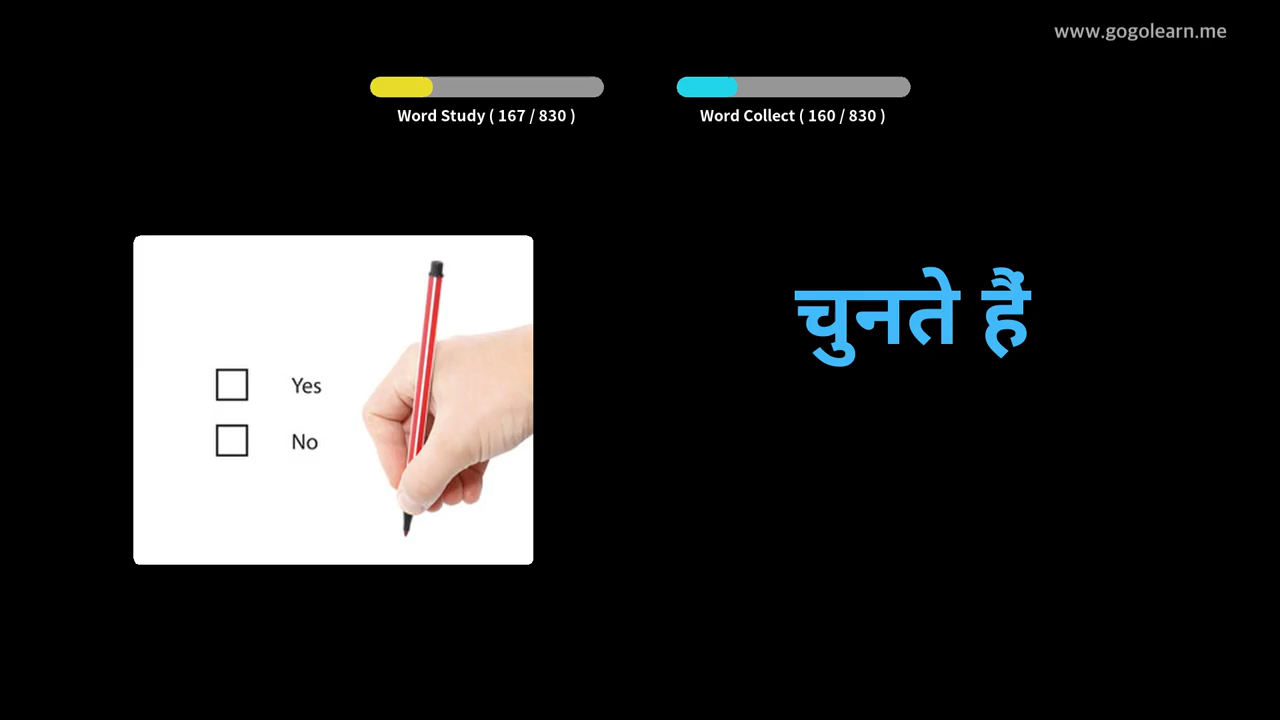 www.gogolearn.me
Word Study ( 167 / 830 )
Word Collect ( 160 / 830 )
Yes
No
चुनते हैं